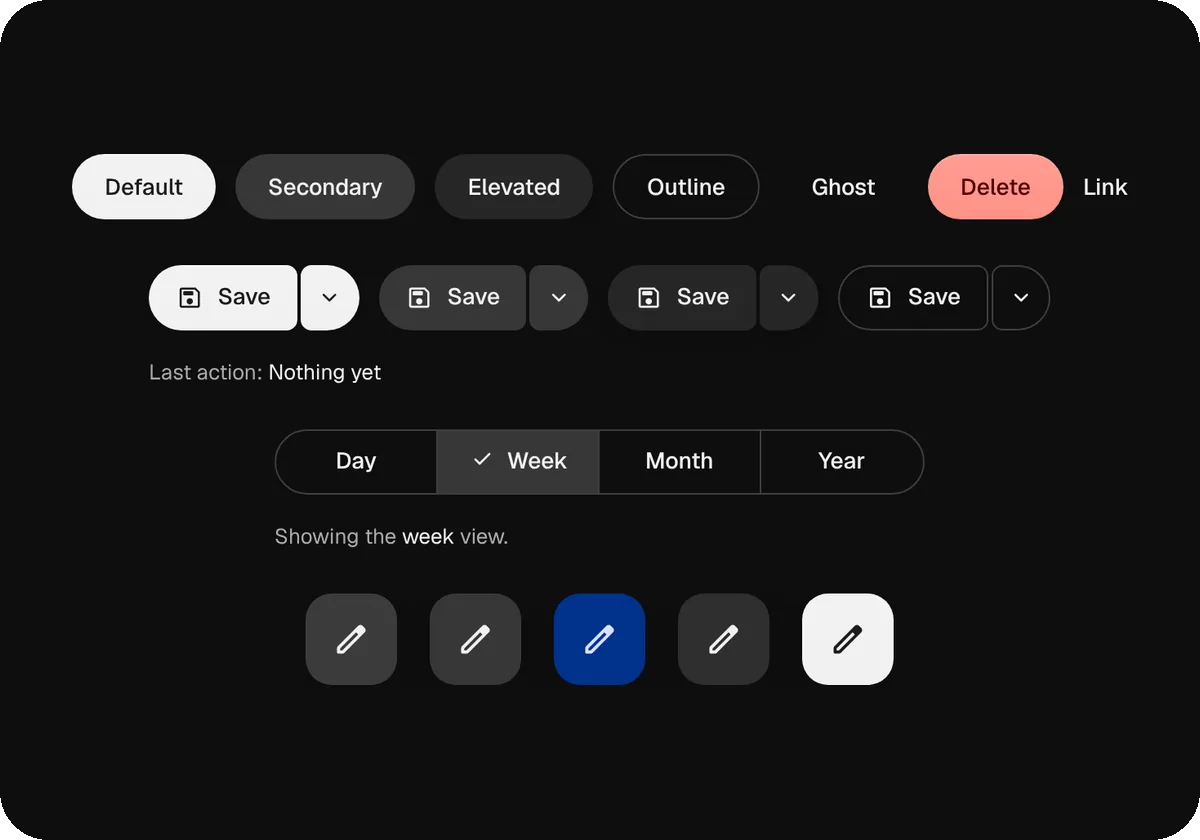 Default Secondary Elevated Outline Ghost Delete Link
Save Save Save Save
Last action: Nothing yet
Day Week Month Year
Showing the week view.